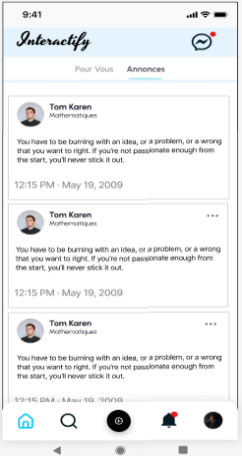 9:41
Interactify
Pour Vous Annonces
Tom Karen
Mathematiques
You have to be burning with an idea, or a problem, or a wrong
that you want to right. If you're not passionate enough from
the start, you'll never stick it out.
12:15 PM · May 19, 2009
Tom Karen
Mathematiques
You have to be burning with an idea, or a problem, or a wrong
that you want to right. If you're not passionate enough from
the start, you'll never stick it out.
12:15 PM · May 19, 2009
Tom Karen
Mathematiques
You have to be burning with an idea, or a problem, or a wrong
that you want to right. If you're not passionate enough from
the start, you'll never stick it out.
12:15 PM · May 19, 2009